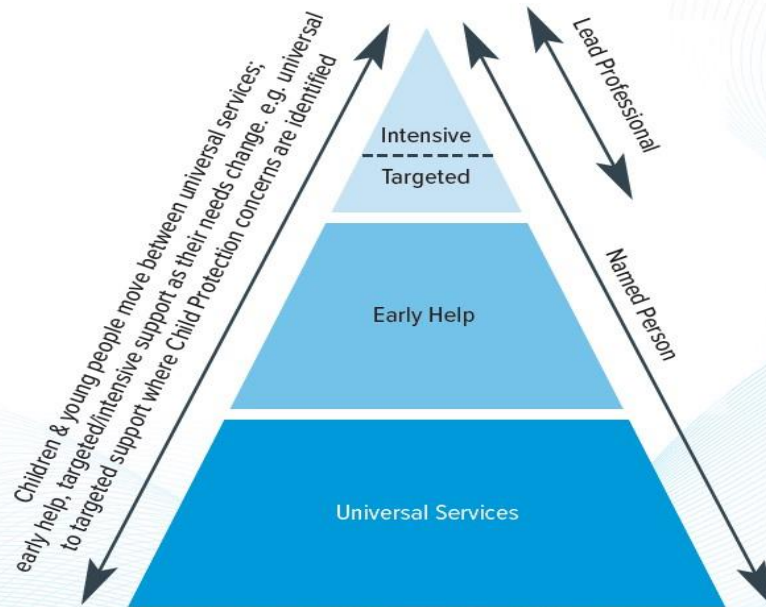 Children & young people move between universal services;
early help, targeted/intensive support as their needs change. e.g. universal
to targeted support where Child Protection concerns are identified
Lead Professional
Named Person
Intensive
Targeted
Early Help
Universal Services